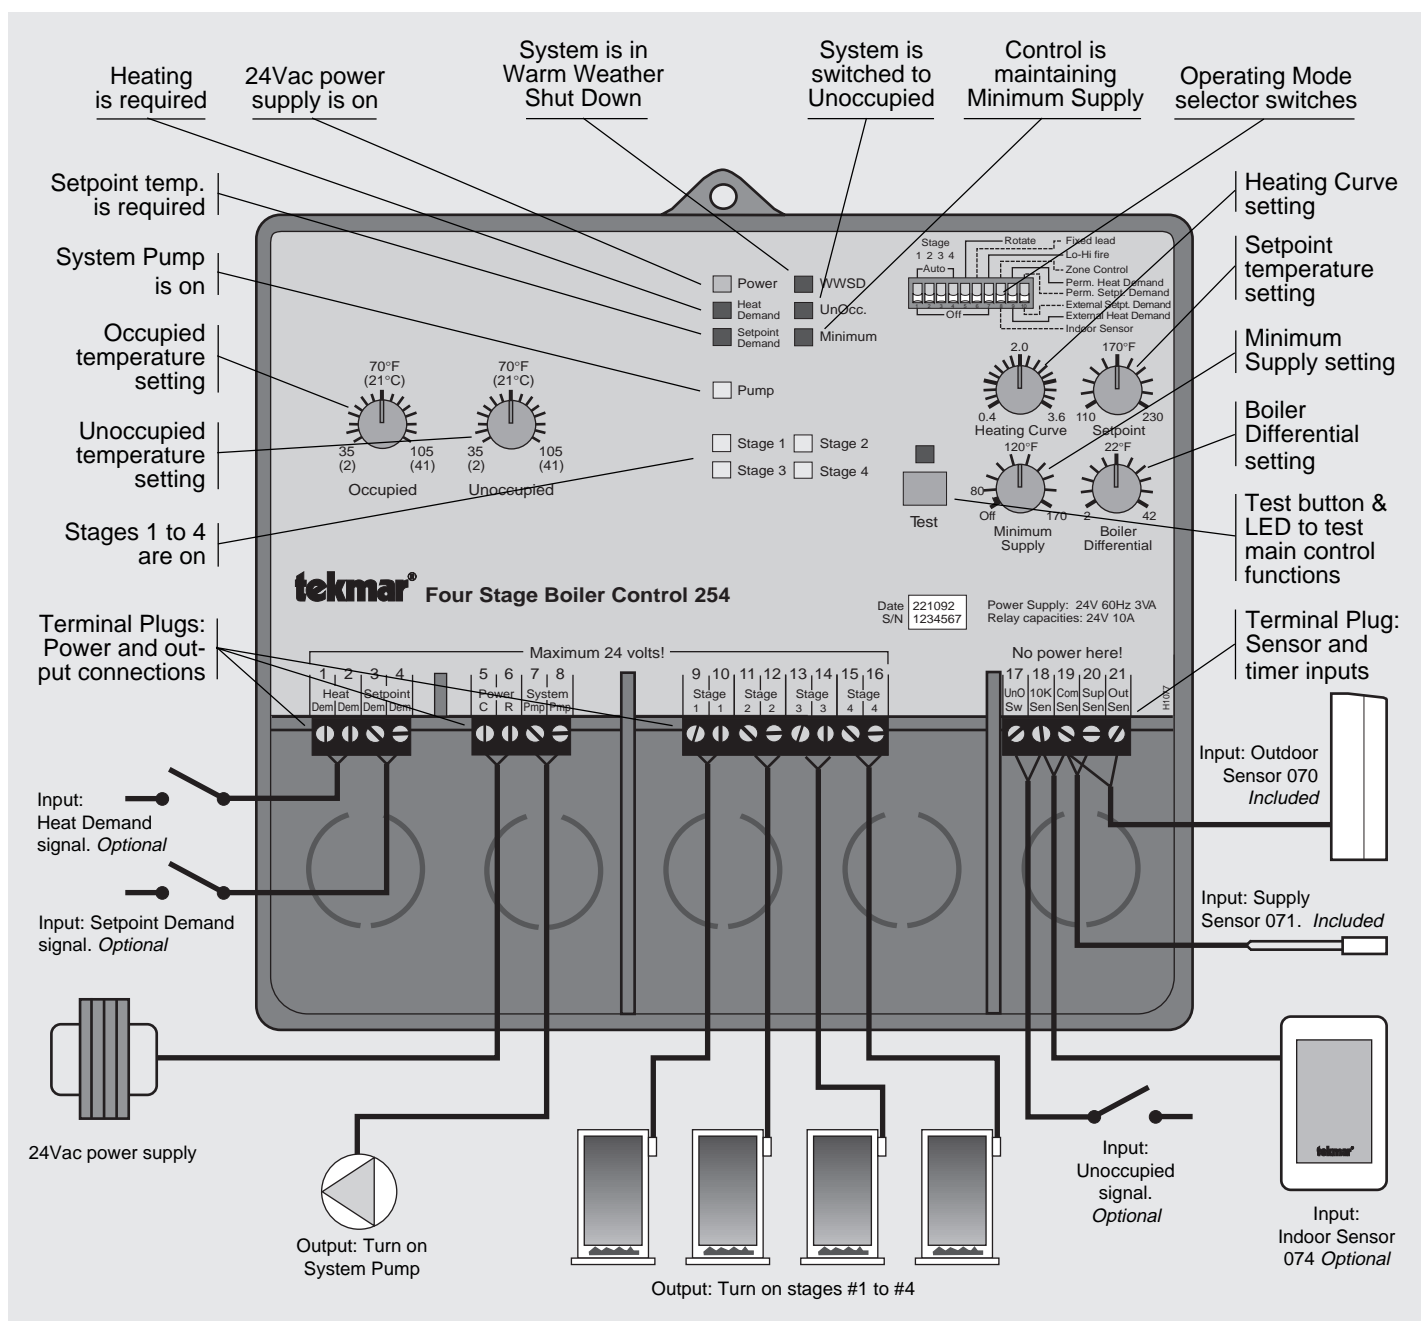 Heating
is required
24Vac power
supply is on
System is in
Warm Weather
Shut Down
System is
switched to
Unoccupied
Control is
maintaining
Minimum Supply
Operating Mode
selector switches
Setpoint temp.
is required
System Pump
is on
Occupied
temperature
setting
Unoccupied
temperature
setting
Stages 1 to 4
are on
Terminal Plugs:
Power and out-
put connections
Heating Curve
setting
Setpoint
temperature
setting
Minimum
Supply setting
Boiler
Differential
setting
Test button &
LED to test
main control
functions
Terminal Plug:
Sensor and
timer inputs
Power
Heat
Demand
Setpoint
Demand
WWSD
UnOcc.
Minimum
Pump
Stage 1
Stage 2
Stage 3
Stage 4
Stage
1 2 3 4
Auto
Off
Rotate
Fixed lead
Lo-Hi fire
Zone Control
Perm. Heat Demand
Perm. Setpt. Demand
External Setpt. Demand
External Heat Demand
Indoor Sensor
70°F
(21°C)
35
(2)
105
(41)
Occupied
70°F
(21°C)
35
(2)
105
(41)
Unoccupied
2.0
0.4
3.6
Heating Curve
170°F
110
230
Setpoint
120°F
80
Off
170
Minimum
Supply
22°F
2
42
Boiler
Differential
Test
tekmar® Four Stage Boiler Control 254
Date 221092
S/N 1234567
Power Supply: 24V 60Hz 3VA
Relay capacities: 24V 10A
Maximum 24 volts!
No power here!
1 2 3 4
Heat Setpoint
Dem Dem Dem Dem
5 6 7 8
Power System
C R Pmp Pmp
9 10 11 12 13 14 15 16
Stage Stage Stage Stage
1 1 2 2 3 3 4 4
17 18 19 20 21
UnO 10K Com Sup Out
Sw Sen Sen Sen Sen
H1007
Input:
Heat Demand
signal. Optional
Input: Setpoint Demand
signal. Optional
24Vac power supply
Output: Turn on
System Pump
Output: Turn on stages #1 to #4
Input: Outdoor
Sensor 070
Included
Input: Supply
Sensor 071. Included
Input:
Unoccupied
signal.
Optional
tekmar®
Input:
Indoor Sensor
074 Optional